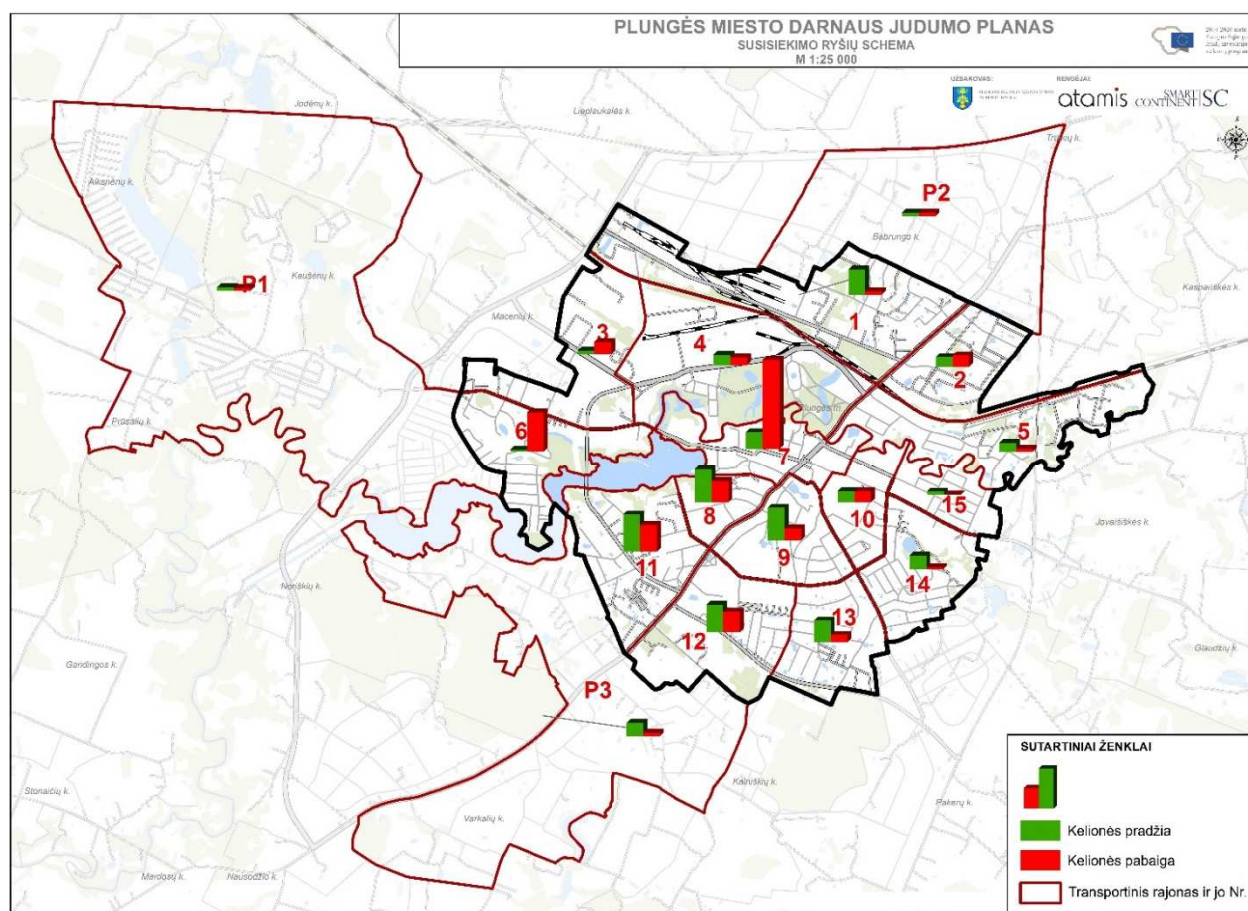 PLUNGĖS MIESTO DARNAUS JUDUMO PLANAS
SUSISIEKIMO RYŠIŲ SCHEMA
M 1:25 000
UŽSAKOVAS:
RENGĖJAI:
atamis
SMART
CONTINENT SC
Jodėnų k.
Lieplaukalės k.
Alksnėnų k.
P2
Babrungo k.
P1
Kaušėnų k.
Kaspariškės k.
Macenių k.
1
3
4
2
Prūsalių k.
6
7
5
8
10
15
Jovaišiškės k.
9
11
14
Noriškių k.
13
12
Gandingos k.
Glaudžių k.
P3
Stonaičių k.
Kalniškių k.
Pakerų k.
Varkalių k.
Nausodžio k.
SUTARTINIAI ŽENKLAI
Kelionės pradžia
Kelionės pabaiga
Transportinis rajonas ir jo Nr.